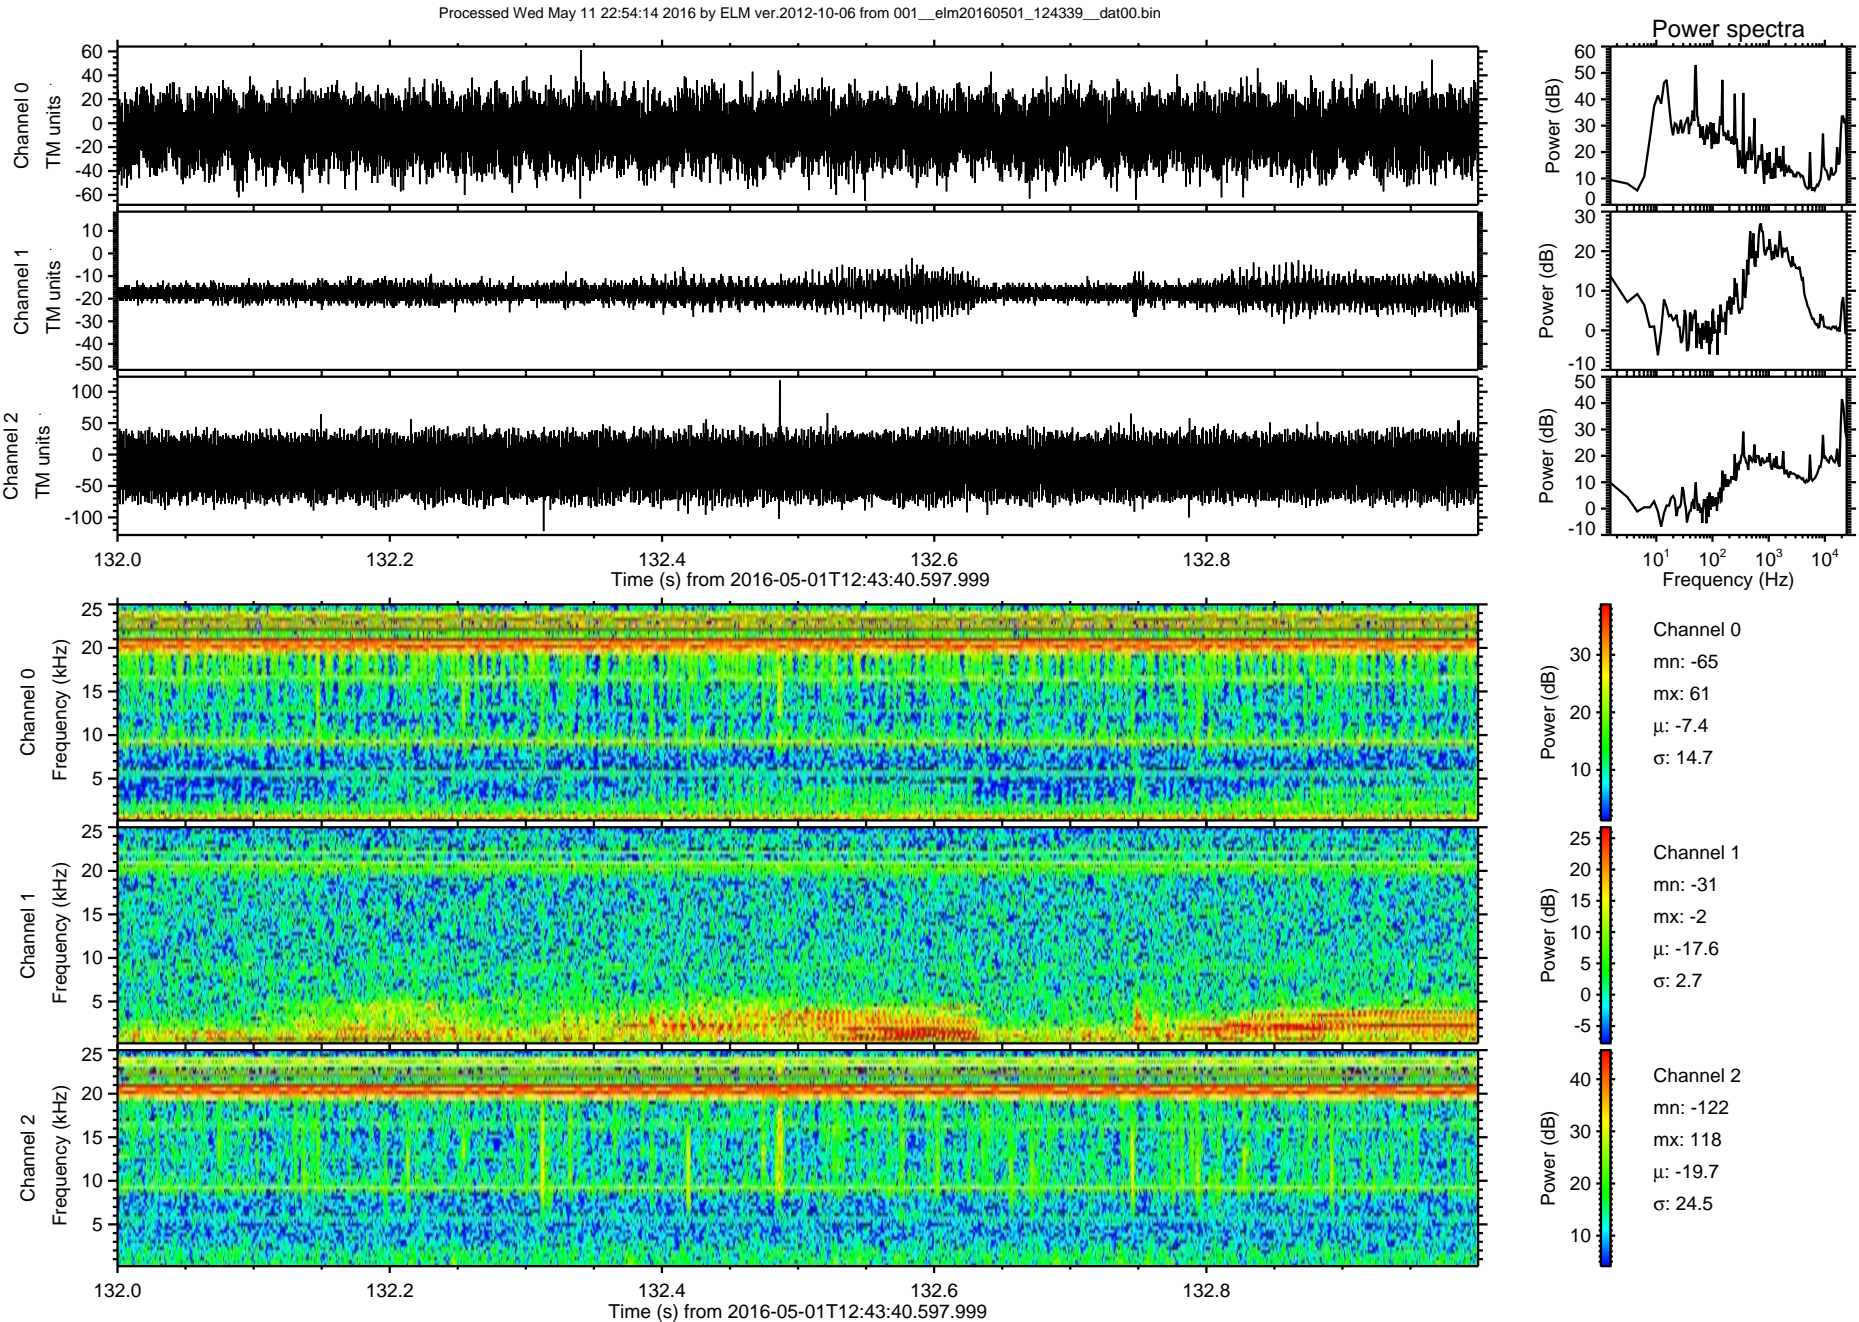 Processed Wed May 11 22:54:14 2016 by ELM ver.2012-10-06 from 001__elm20160501_124339__dat00.bin
Power spectra
Channel 0
TM units
60
40
20
0
-20
-40
-60
Power (dB)
60
50
40
30
20
10
0
Channel 1
TM units
10
0
-10
-20
-30
-40
-50
Power (dB)
30
20
10
0
-10
Channel 2
TM units
100
50
0
-50
-100
Power (dB)
50
40
30
20
10
0
-10
132.0 132.2 132.4 132.6 132.8
Time (s) from 2016-05-01T12:43:40.597.999
10^1 10^2 10^3 10^4
Frequency (Hz)
Channel 0
Frequency (kHz)
25
20
15
10
5
Power (dB)
30
20
10
Channel 0
mn: -65
mx: 61
μ: -7.4
σ: 14.7
Channel 1
Frequency (kHz)
25
20
15
10
5
Power (dB)
25
20
15
10
5
0
-5
Channel 1
mn: -31
mx: -2
μ: -17.6
σ: 2.7
Channel 2
Frequency (kHz)
25
20
15
10
5
Power (dB)
40
30
20
10
Channel 2
mn: -122
mx: 118
μ: -19.7
σ: 24.5
132.0 132.2 132.4 132.6 132.8
Time (s) from 2016-05-01T12:43:40.597.999